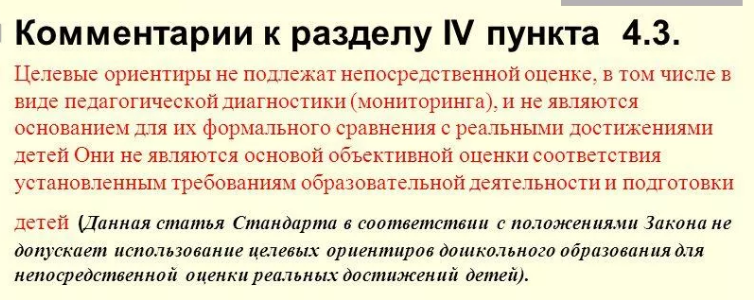 Комментарии к разделу IV пункта 4.3.
Целевые ориентиры не подлежат непосредственной оценке, в том числе в
виде педагогической диагностики (мониторинга), и не являются
основанием для их формального сравнения с реальными достижениями
детей Они не являются основой объективной оценки соответствия
установленным требованиям образовательной деятельности и подготовки
детей (Данная статья Стандарта в соответствии с положениями Закона не
допускает использование целевых ориентиров дошкольного образования для
непосредственной оценки реальных достижений детей).